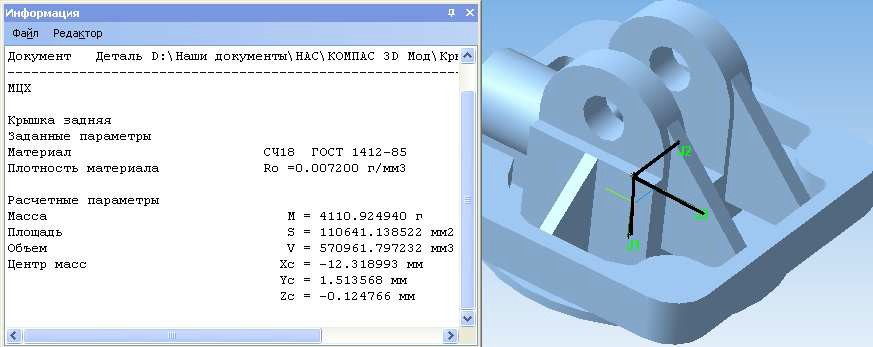 Информация
Файл Редактор
Документ Деталь D:\Наши документы\НАС\КОМПАС 3D Мод\Кры
МЦХ
Крышка задняя
Заданные параметры
Материал СЧ18 ГОСТ 1412-85
Плотность материала Ro =0.007200 г/мм3
Расчетные параметры
Масса M = 4110.924940 г
Площадь S = 110641.138522 мм2
Объем V = 570961.797232 мм3
Центр масс Xc = -12.318993 мм
Yc = 1.513568 мм
Zc = -0.124766 мм
J2
J1